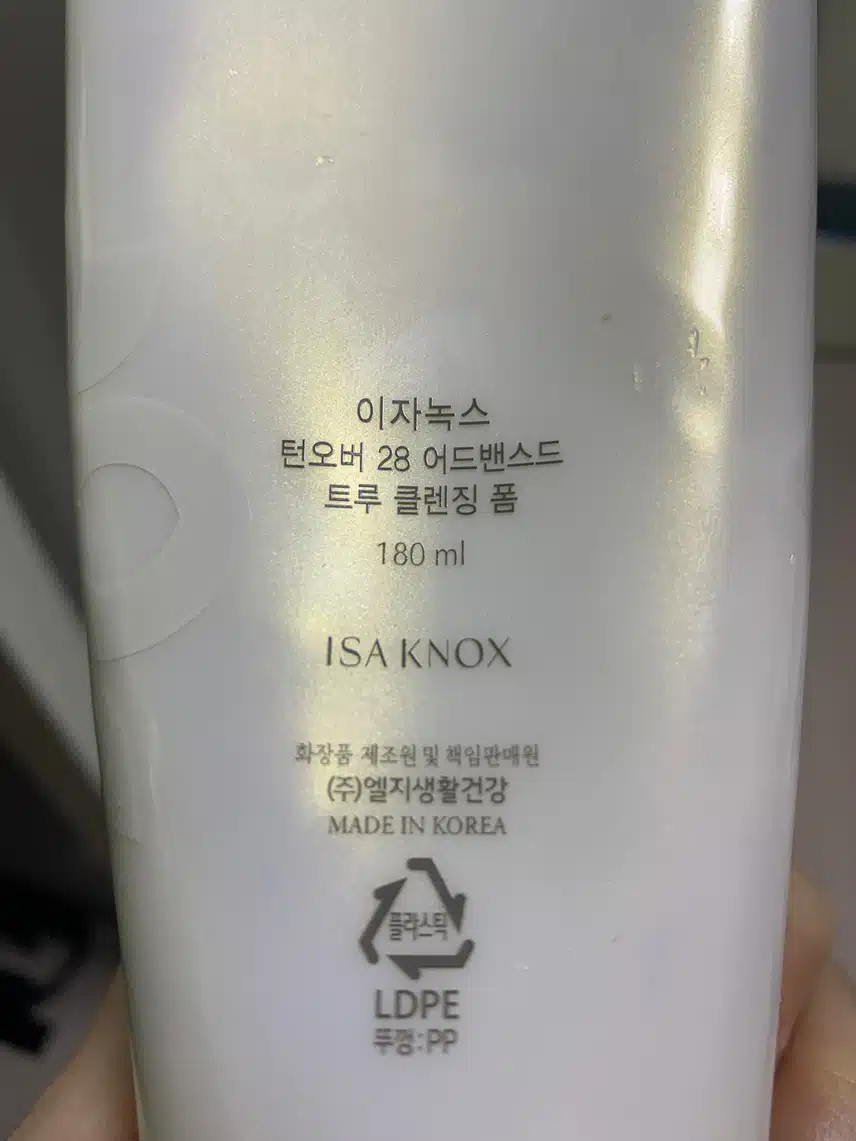 이자녹스
턴오버 28 어드밴스드
트루 클렌징 폼
180 ml
ISA KNOX
화장품 제조원 및 책임판매원
(주)엘지생활건강
MADE IN KOREA
플라스틱
LDPE
뚜껑:PP